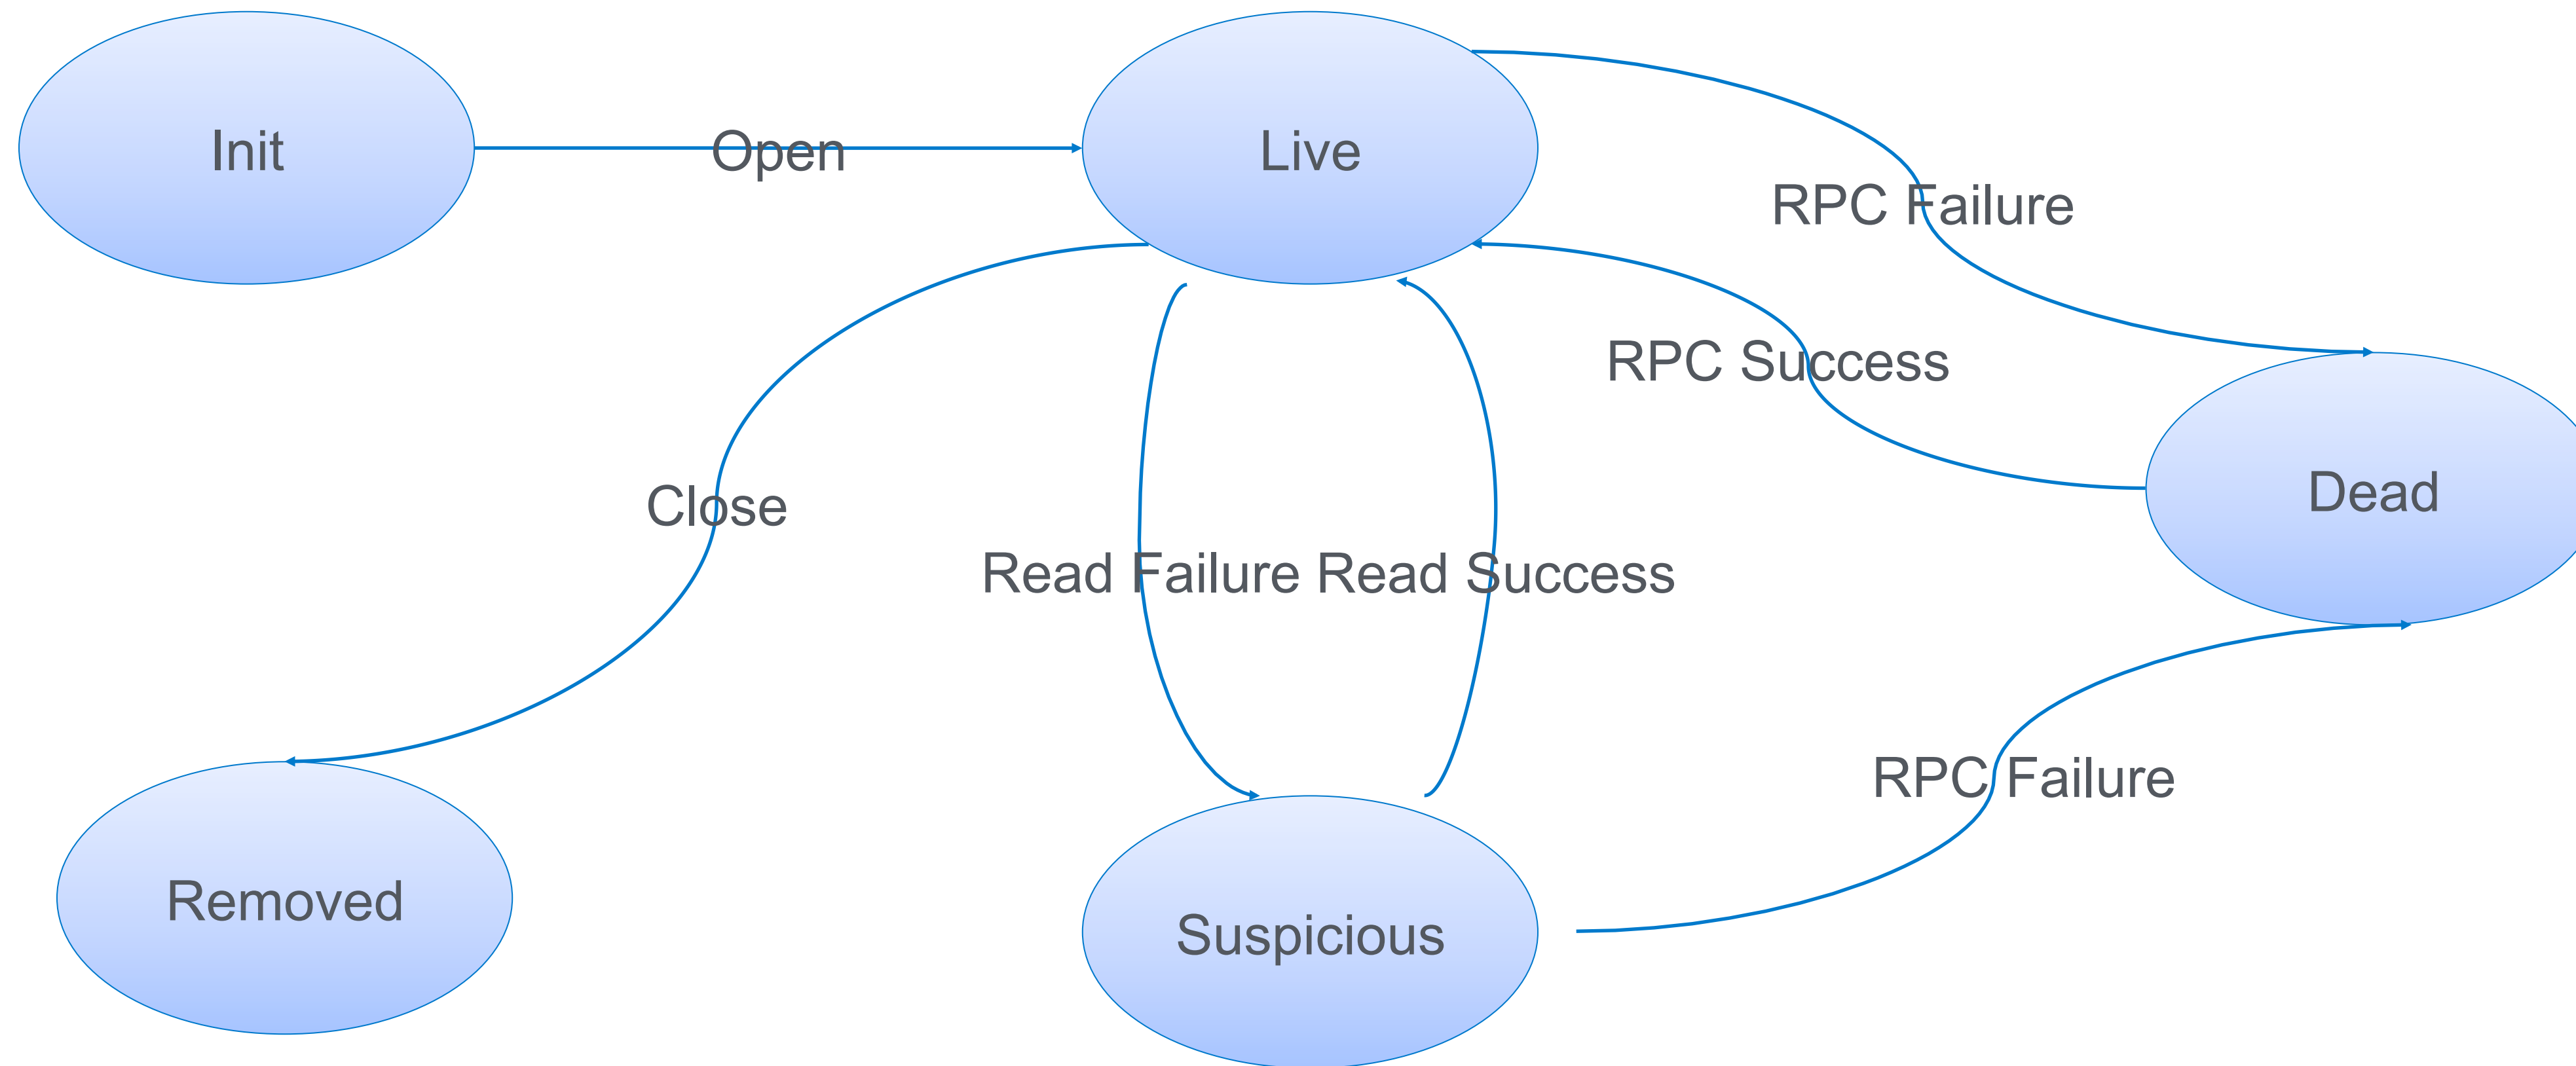 Init
Open
Live
RPC Failure
RPC Success
Close
Read Failure
Read Success
Dead
RPC Failure
Removed
Suspicious